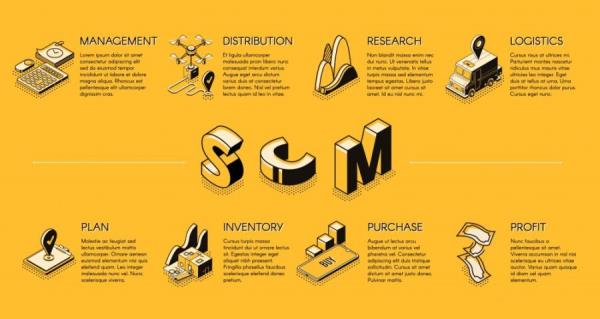 MANAGEMENT
Lorem ipsum dolor sit amet,
consectetur adipiscing elit
sed do eiusmod tempor
incididunt ut labore et dolore
magna aliqua. Rhoncus est
pellentesque elit ullamcorper
dignissim cras.
DISTRIBUTION
Et ligula ullamcorper
malesuada proin libero nunc
consequat interdum varius.
Augue eget arcu dictum
varius duis at consectetur
lorem donec. Nisl vel pretium
lectus quam id leo in vitae.
RESEARCH
Non blandit massa enim nec
dui nunc. Ut venenatis tellus
in metus vulputate. In vitae
turpis massa sed elementum
tempus egestas. Libero justo
laoreet sit amet cursus sit
amet. Id eu nisl nunc mi.
LOGISTICS
Cursus risus at ultrices mi.
Parturient montes nascetur
ridiculus mus mauris vitae
ultricies leo integer. Eget
duis at tellus at urna. Urna
porttitor rhoncus dolor purus.
Cursus eget nunc.
SCM
PLAN
Molestie ac feugiat sed
lectus vestibulum mattis
ullamcorper. Ornare aenean
euismod elementum nisi quis
eleifend quam. Leo integer
malesuada nunc vel. Nunc
scelerisque viverra.
INVENTORY
Cursus turpis massa
tincidunt dui ut ornare lectus
sit. Egestas integer eget
aliquet nibh praesent.
Fringilla phasellus faucibus
scelerisque eleifend donec
pretium.
PURCHASE
Augue ut lectus arcu
bibendum at varius vel.
Consectetur adipiscing elit
duis tristique sollicitudin.
Cursus sit amet dictum sit
amet justo donec.
Pulvinar mattis.
BUY
PROFIT
Nunc faucibus a
pellentesque sit amet.
Viverra accumsan in nisl nisi
scelerisque eu. Eget duis
varius quam quisque
id diam vel.